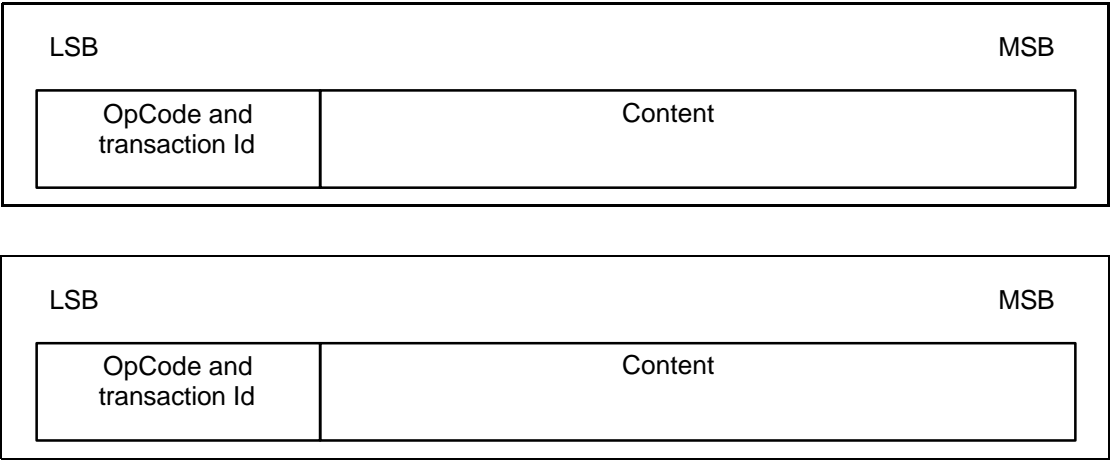 LSB MSB
OpCode and Content
transaction Id
LSB MSB
OpCode and Content
transaction Id